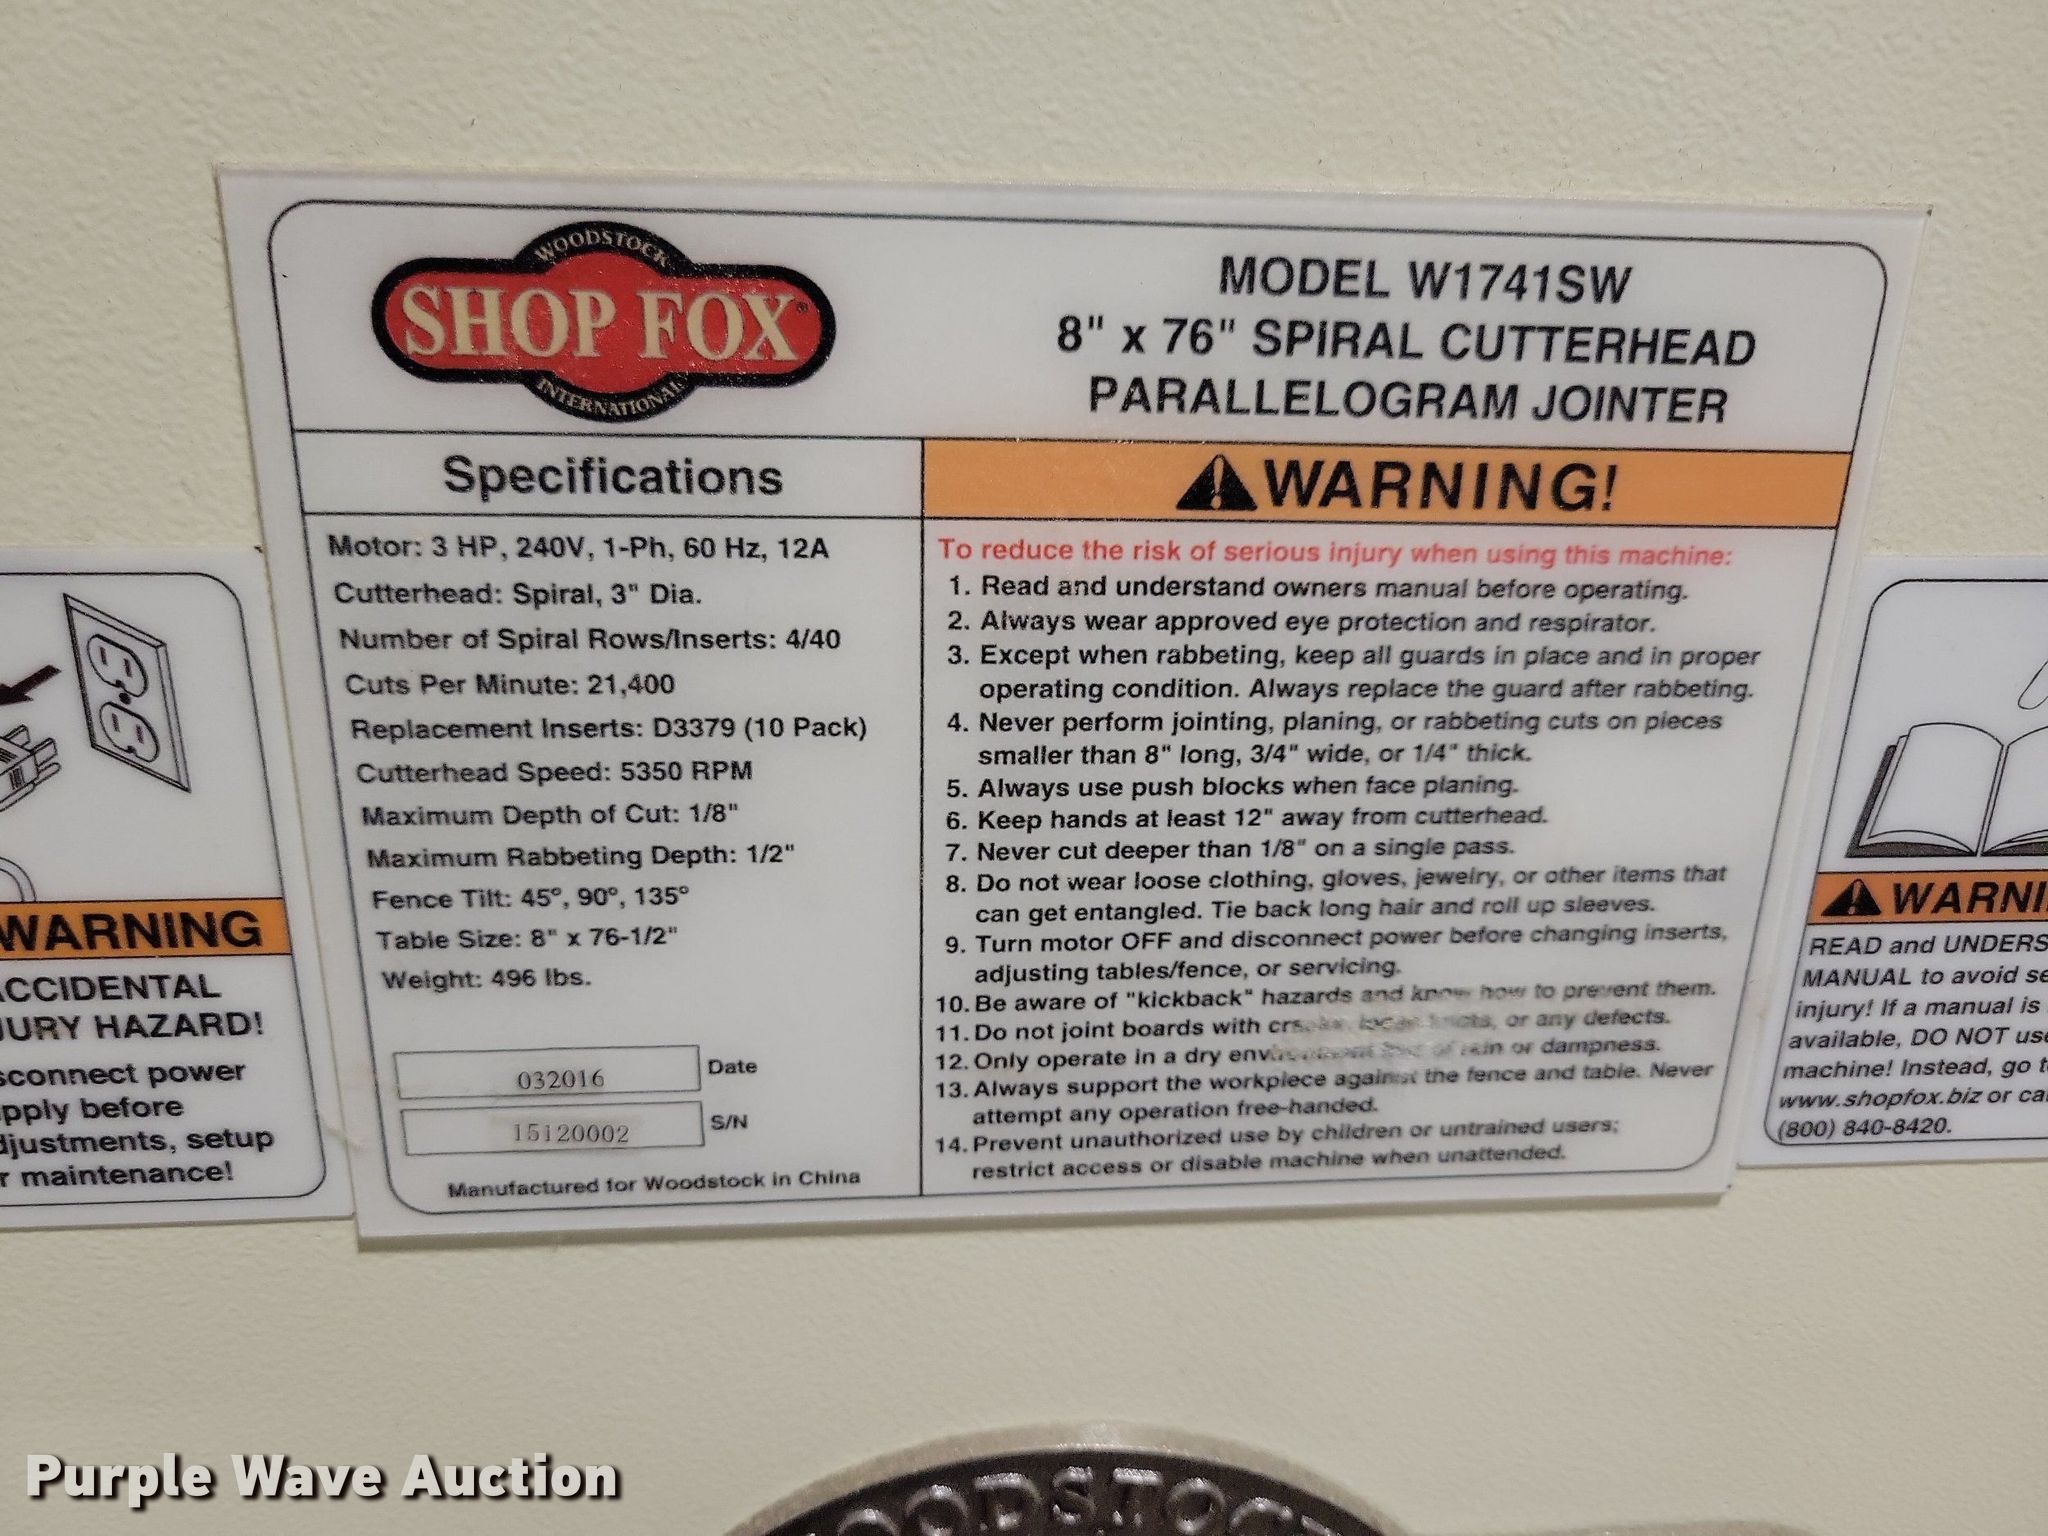 WOODSTOCK
SHOP FOX®
INTERNATIONAL
MODEL W1741SW
8" x 76" SPIRAL CUTTERHEAD
PARALLELOGRAM JOINTER
Specifications
Motor: 3 HP, 240V, 1-Ph, 60 Hz, 12A
Cutterhead: Spiral, 3" Dia.
Number of Spiral Rows/Inserts: 4/40
Cuts Per Minute: 21,400
Replacement Inserts: D3379 (10 Pack)
Cutterhead Speed: 5350 RPM
Maximum Depth of Cut: 1/8"
Maximum Rabbeting Depth: 1/2"
Fence Tilt: 45°, 90°, 135°
Table Size: 8" x 76-1/2"
Weight: 496 lbs.
032016 Date
15120002 S/N
Manufactured for Woodstock in China
WARNING!
To reduce the risk of serious injury when using this machine:
1. Read and understand owners manual before operating.
2. Always wear approved eye protection and respirator.
3. Except when rabbeting, keep all guards in place and in proper
operating condition. Always replace the guard after rabbeting.
4. Never perform jointing, planing, or rabbeting cuts on pieces
smaller than 8" long, 3/4" wide, or 1/4" thick.
5. Always use push blocks when face planing.
6. Keep hands at least 12" away from cutterhead.
7. Never cut deeper than 1/8" on a single pass.
8. Do not wear loose clothing, gloves, jewelry, or other items that
can get entangled. Tie back long hair and roll up sleeves.
9. Turn motor OFF and disconnect power before changing inserts,
adjusting tables/fence, or servicing.
10. Be aware of "kickback" hazards and know how to prevent them.
11. Do not joint boards with knots, or any defects.
12. Only operate in a dry of rain or dampness.
13. Always support the workpiece against the fence and table. Never
attempt any operation free-handed.
14. Prevent unauthorized use by children or untrained users;
restrict access or disable machine when unattended.
WARNING
CCIDENTAL
JURY HAZARD!
sconnect power
pply before
djustments, setup
r maintenance!
WARNI
READ and UNDERS
MANUAL to avoid se
injury! If a manual is
available, DO NOT use
machine! Instead, go t
www.shopfox.biz or ca
(800) 840-8420.
WOODSTOCK
Purple Wave Auction